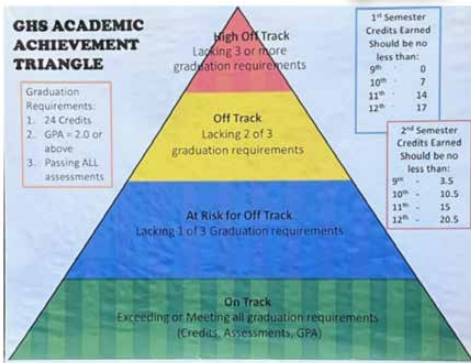 GHS ACADEMIC
ACHIEVEMENT
TRIANGLE
Graduation
Requirements:
1. 24 Credits
2. GPA = 2.0 or
above
3. Passing ALL
assessments
High Off Track
Lacking 3 or more
graduation requirements
Off Track
Lacking 2 of 3
graduation requirements
At Risk for Off Track
Lacking 1 of 3 Graduation requirements
On Track
Exceeding or Meeting all graduation requirements
(Credits, Assessments, GPA)
1st Semester
Credits Earned
Should be no
less than:
9th - 0
10th - 7
11th - 14
12th - 17
2nd Semester
Credits Earned
Should be no
less than:
9th - 3.5
10th - 10.5
11th - 15
12th - 20.5